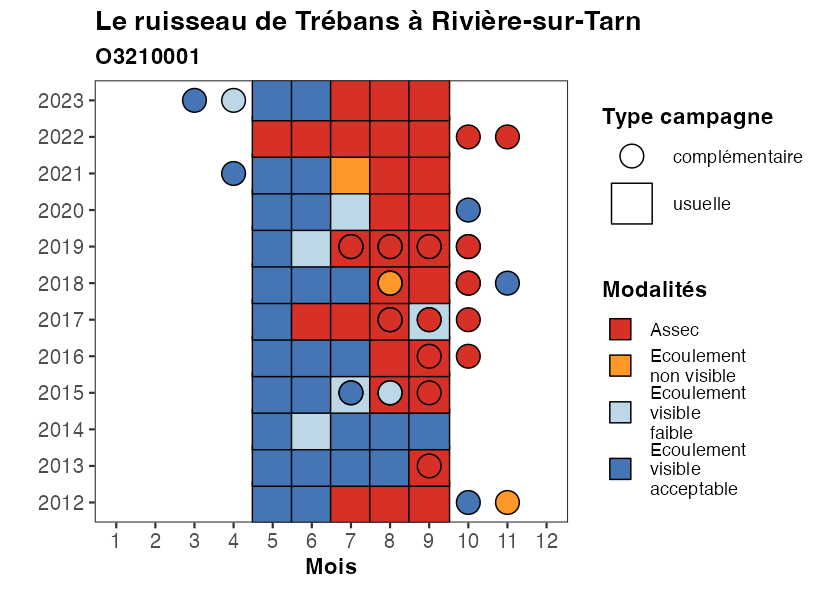 Le ruisseau de Trébans à Rivière-sur-Tarn
O3210001
2023
2022
2021
2020
2019
2018
2017
2016
2015
2014
2013
2012
1 2 3 4 5 6 7 8 9 10 11 12
Mois
Type campagne
complémentaire
usuelle
Modalités
Assec
Ecoulement
non visible
Ecoulement
visible
faible
Ecoulement
visible
acceptable